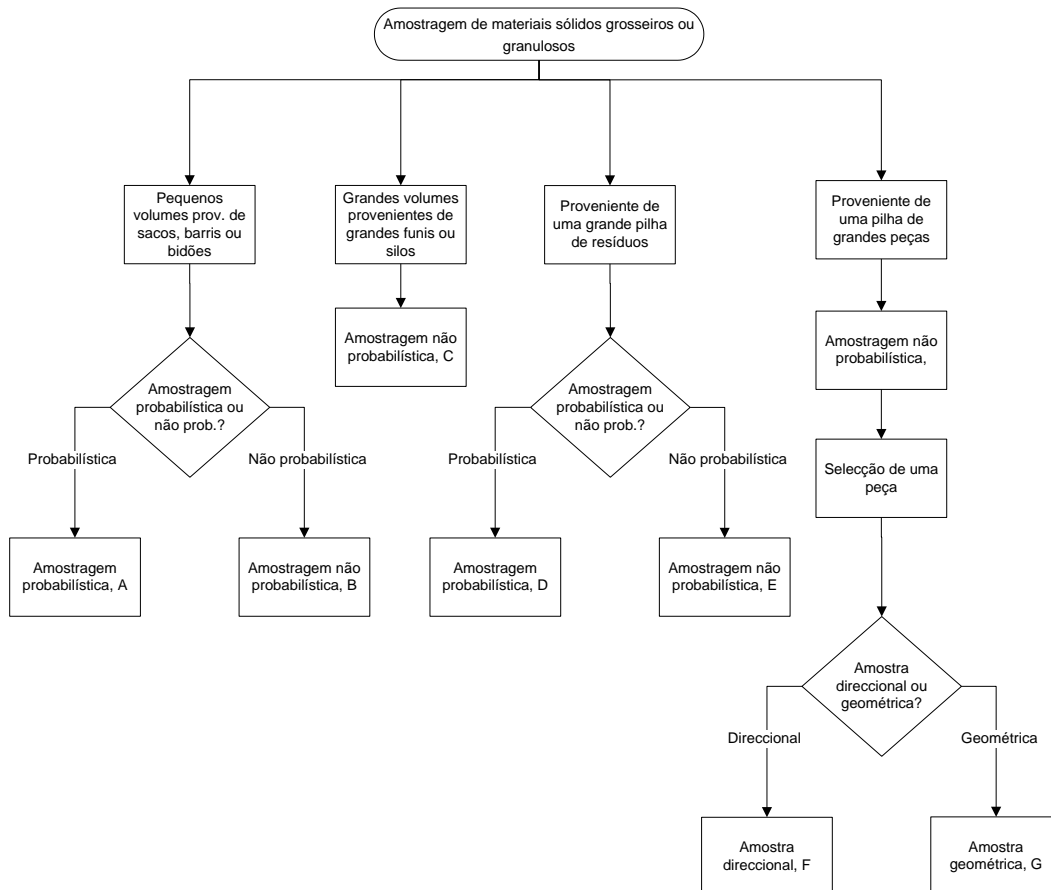 Amostragem de materiais sólidos grosseiros ou
granulosos
Pequenos
volumes prov. de
sacos, barris ou
bidões
Grandes volumes
provenientes de
grandes funis ou
silos
Proveniente de
uma grande pilha
de resíduos
Proveniente de
uma pilha de
grandes peças
Amostragem não
probabilística, C
Amostragem não
probabilística,
Amostragem
probabilística ou
não prob.?
Amostragem
probabilística ou
não prob.?
Probabilística
Não probabilística
Probabilística
Não probabilística
Selecção de uma
peça
Amostragem
probabilística, A
Amostragem não
probabilística, B
Amostragem
probabilística, D
Amostragem não
probabilística, E
Amostra
direccional ou
geométrica?
Direccional
Geométrica
Amostra
direccional, F
Amostra
geométrica, G